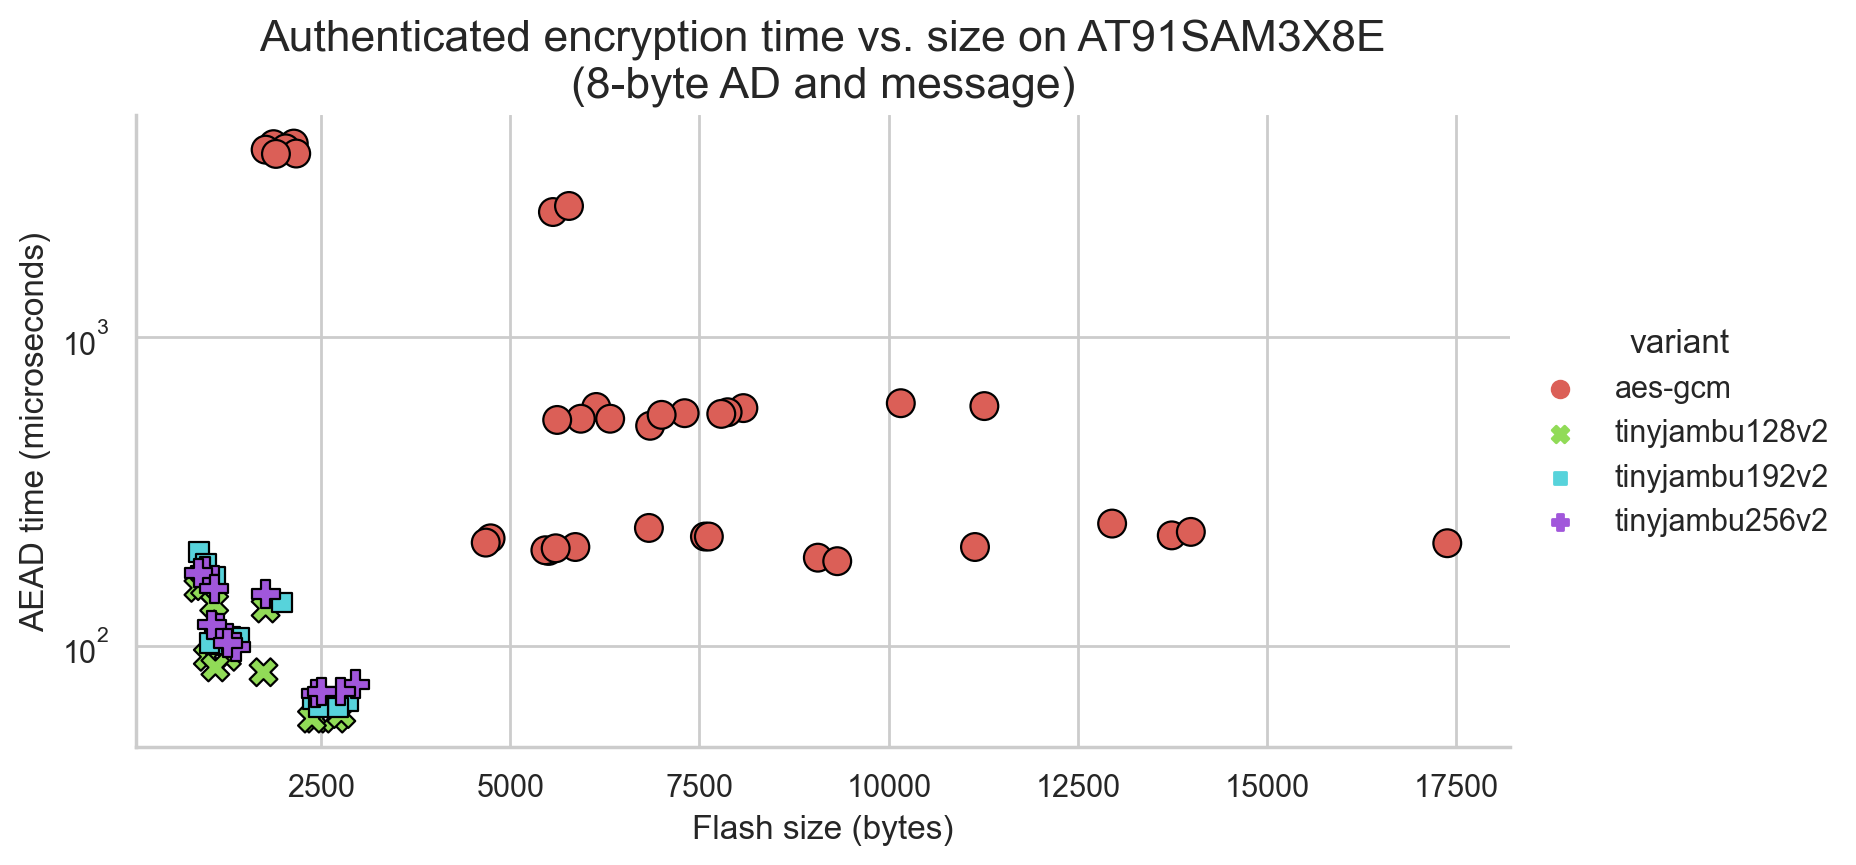 Authenticated encryption time vs. size on AT91SAM3X8E
(8-byte AD and message)
AEAD time (microseconds)
10³
10²
2500 5000 7500 10000 12500 15000 17500
Flash size (bytes)
variant
aes-gcm
tinyjambu128v2
tinyjambu192v2
tinyjambu256v2